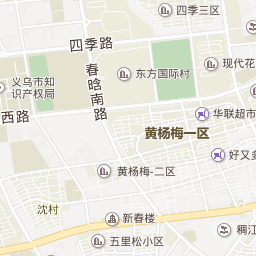 四季三区
四季路
现代花
东方国际村
春晗南路
义乌市知
识产权局
华联超市
西路
黄杨梅一区
好又多
黄杨梅-二区
沈村
新春楼
稠江
五里松小区